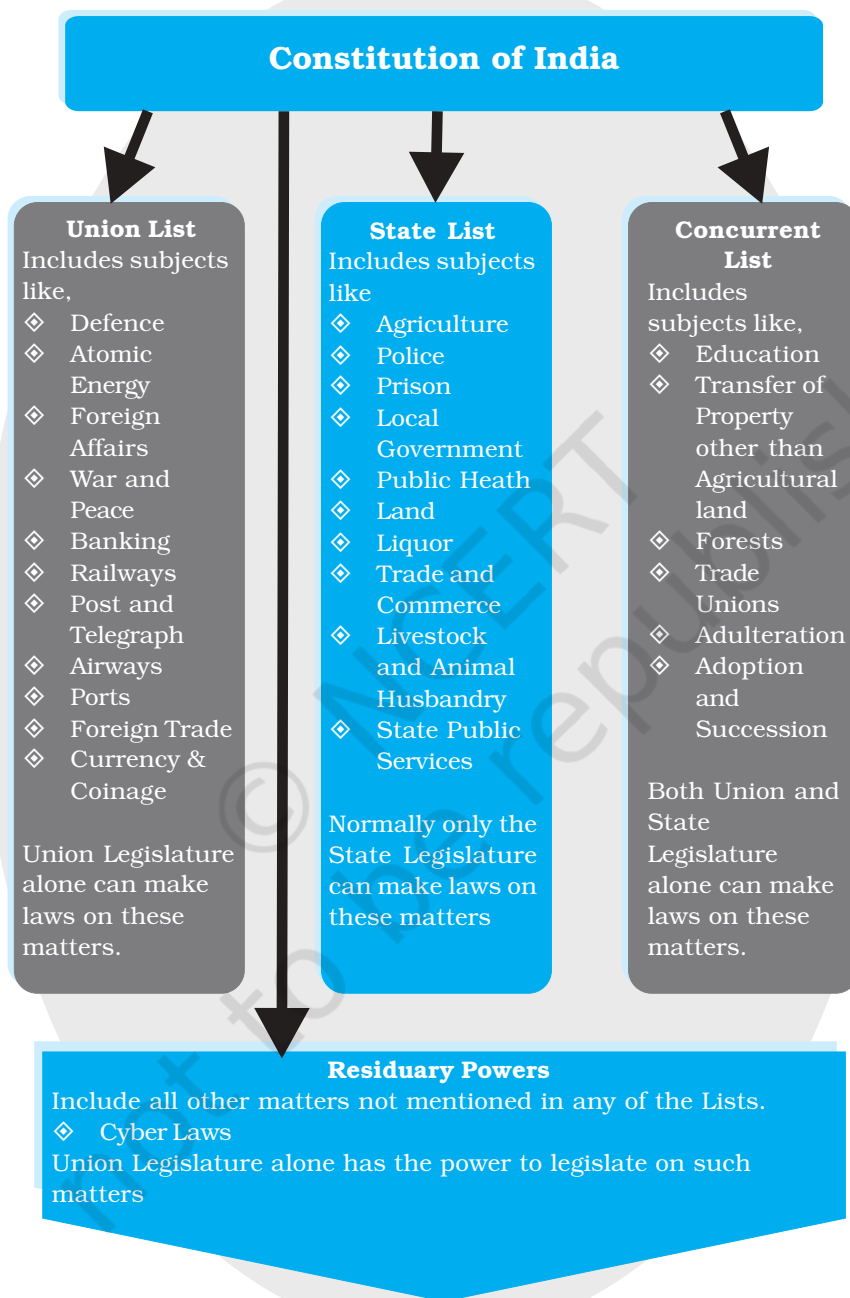 Constitution of India
Union List
Includes subjects
like,
Defence
Atomic
Energy
Foreign
Affairs
War and
Peace
Banking
Railways
Post and
Telegraph
Airways
Ports
Foreign Trade
Currency &
Coinage
Union Legislature
alone can make
laws on these
matters.
State List
Includes subjects
like
Agriculture
Police
Prison
Local
Government
Public Heath
Land
Liquor
Trade and
Commerce
Livestock
and Animal
Husbandry
State Public
Services
Normally only the
State Legislature
can make laws on
these matters
Concurrent
List
Includes
subjects like,
Education
Transfer of
Property
other than
Agricultural
land
Forests
Trade
Unions
Adulteration
Adoption
and
Succession
Both Union and
State
Legislature
alone can make
laws on these
matters.
Residuary Powers
Include all other matters not mentioned in any of the Lists.
Cyber Laws
Union Legislature alone has the power to legislate on such
matters
© NCERT
not to be republish